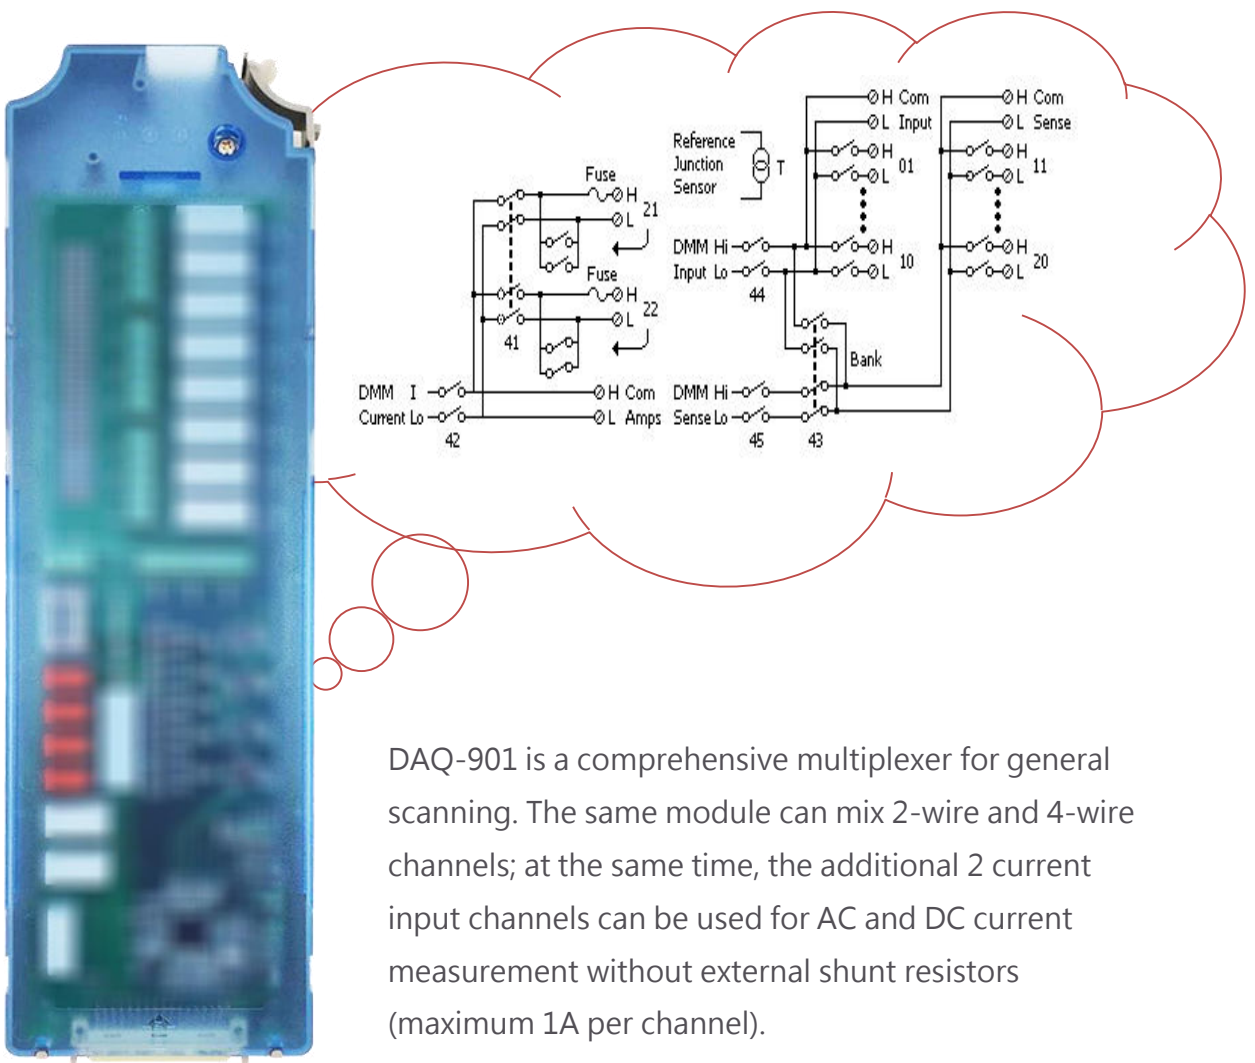 H Com
H Com
L Input
L Sense
Reference
Junction
Sensor
T
H
L
01
H
L
11
Fuse
H
L
21
DMM Hi
Input Lo
44
H
L
10
H
L
20
Fuse
H
L
22
41
Bank
DMM I
Current Lo
42
H Com
L Amps
DMM Hi
Sense Lo
45
43
DAQ-901 is a comprehensive multiplexer for general
scanning. The same module can mix 2-wire and 4-wire
channels; at the same time, the additional 2 current
input channels can be used for AC and DC current
measurement without external shunt resistors
(maximum 1A per channel).